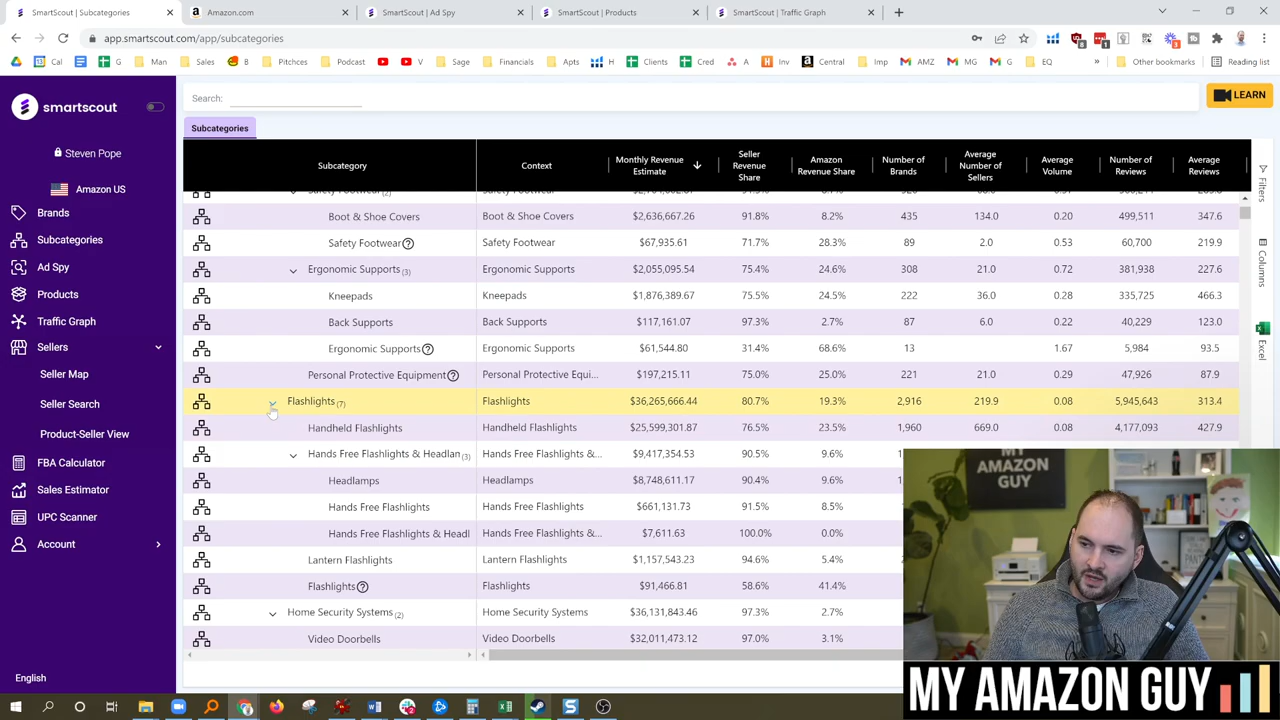 SmartScout | Subcategories
Amazon.com
SmartScout | Ad Spy
SmartScout | Products
SmartScout | Traffic Graph
app.smartscout.com/app/subcategories
Cal
G
Man
Sales
B
Pitchces
Podcast
Y
V
Sage
Financials
Apts
H
Clients
Cred
A
Inv
Central
Imp
AMZ
MG
G
EQ
Other bookmarks
Reading list
smartscout
Steven Pope
Amazon US
Brands
Subcategories
Ad Spy
Products
Traffic Graph
Sellers
Seller Map
Seller Search
Product-Seller View
FBA Calculator
Sales Estimator
UPC Scanner
Account
English
Search:
LEARN
Subcategories
Subcategory Context Monthly Revenue Estimate Seller Revenue Share Amazon Revenue Share Number of Brands Average Number of Sellers Average Volume Number of Reviews Average Reviews
Boot & Shoe Covers Boot & Shoe Covers $2,636,667.26 91.8% 8.2% 435 134.0 0.20 499,511 347.6
Safety Footwear Safety Footwear $67,935.61 71.7% 28.3% 89 2.0 0.53 60,700 219.9
Ergonomic Supports (3) Ergonomic Supports $2,055,095.54 75.4% 24.6% 308 21.0 0.72 381,938 227.6
Kneepads Kneepads $1,876,389.67 75.5% 24.5% 222 36.0 0.28 335,725 466.3
Back Supports Back Supports $117,161.07 97.3% 2.7% 87 6.0 0.22 40,229 123.0
Ergonomic Supports Ergonomic Supports $61,544.80 31.4% 68.6% 13 1.67 5,984 93.5
Personal Protective Equipment Personal Protective Equi... $197,215.11 75.0% 25.0% 221 21.0 0.29 47,926 87.9
Flashlights (7) Flashlights $36,265,666.44 80.7% 19.3% 2,916 219.9 0.08 5,945,643 313.4
Handheld Flashlights Handheld Flashlights $25,599,301.87 76.5% 23.5% 1,960 669.0 0.08 4,177,093 427.9
Hands Free Flashlights & Headlan (3) Hands Free Flashlights &... $9,417,354.53 90.5% 9.6%
Headlamps Headlamps $8,748,611.17 90.4% 9.6%
Hands Free Flashlights Hands Free Flashlights $661,131.73 91.5% 8.5%
Hands Free Flashlights & Headl Hands Free Flashlights &... $7,611.63 100.0% 0.0%
Lantern Flashlights Lantern Flashlights $1,157,543.23 94.6% 5.4%
Flashlights Flashlights $91,466.81 58.6% 41.4%
Home Security Systems (2) Home Security Systems $36,131,843.46 97.3% 2.7%
Video Doorbells Video Doorbells $32,011,473.12 97.0% 3.1%
Filters
Columns
Excel
MY
AMAZON
GUY
MY AMAZON GUY